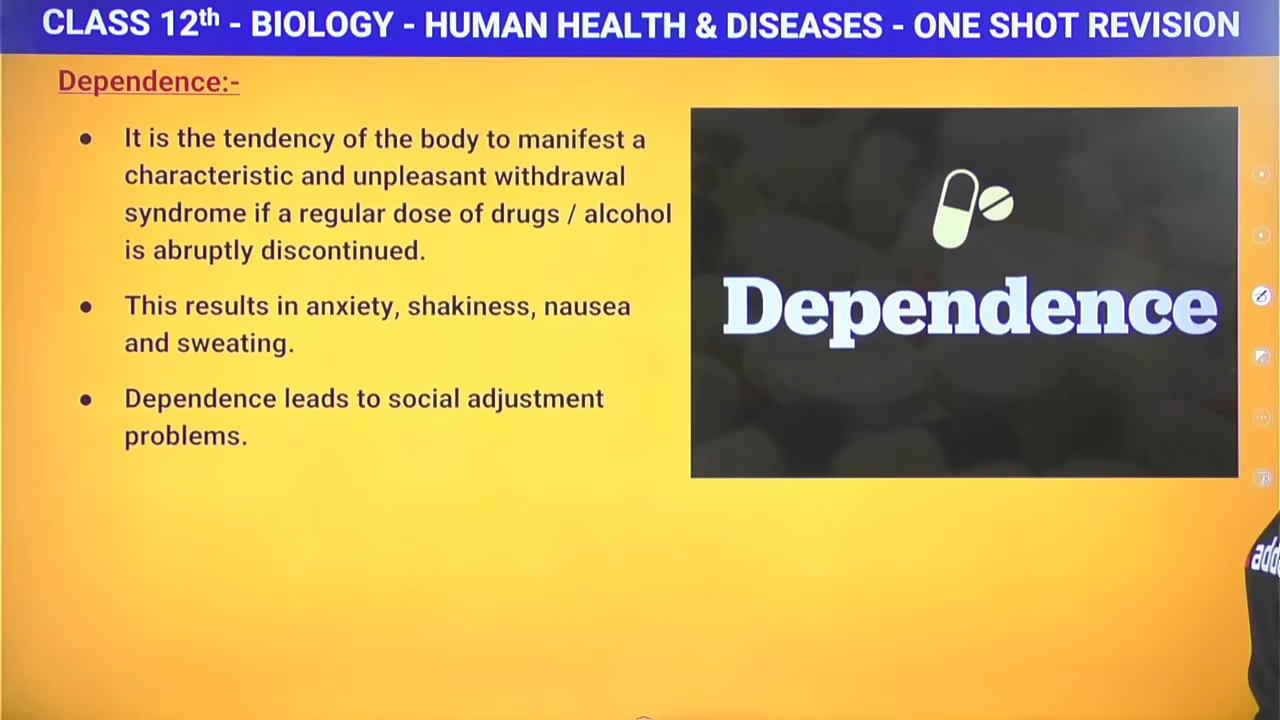 CLASS 12th - BIOLOGY - HUMAN HEALTH & DISEASES - ONE SHOT REVISION
Dependence:-
● It is the tendency of the body to manifest a
characteristic and unpleasant withdrawal
syndrome if a regular dose of drugs / alcohol
is abruptly discontinued.
● This results in anxiety, shakiness, nausea
and sweating.
● Dependence leads to social adjustment
problems.
Dependence